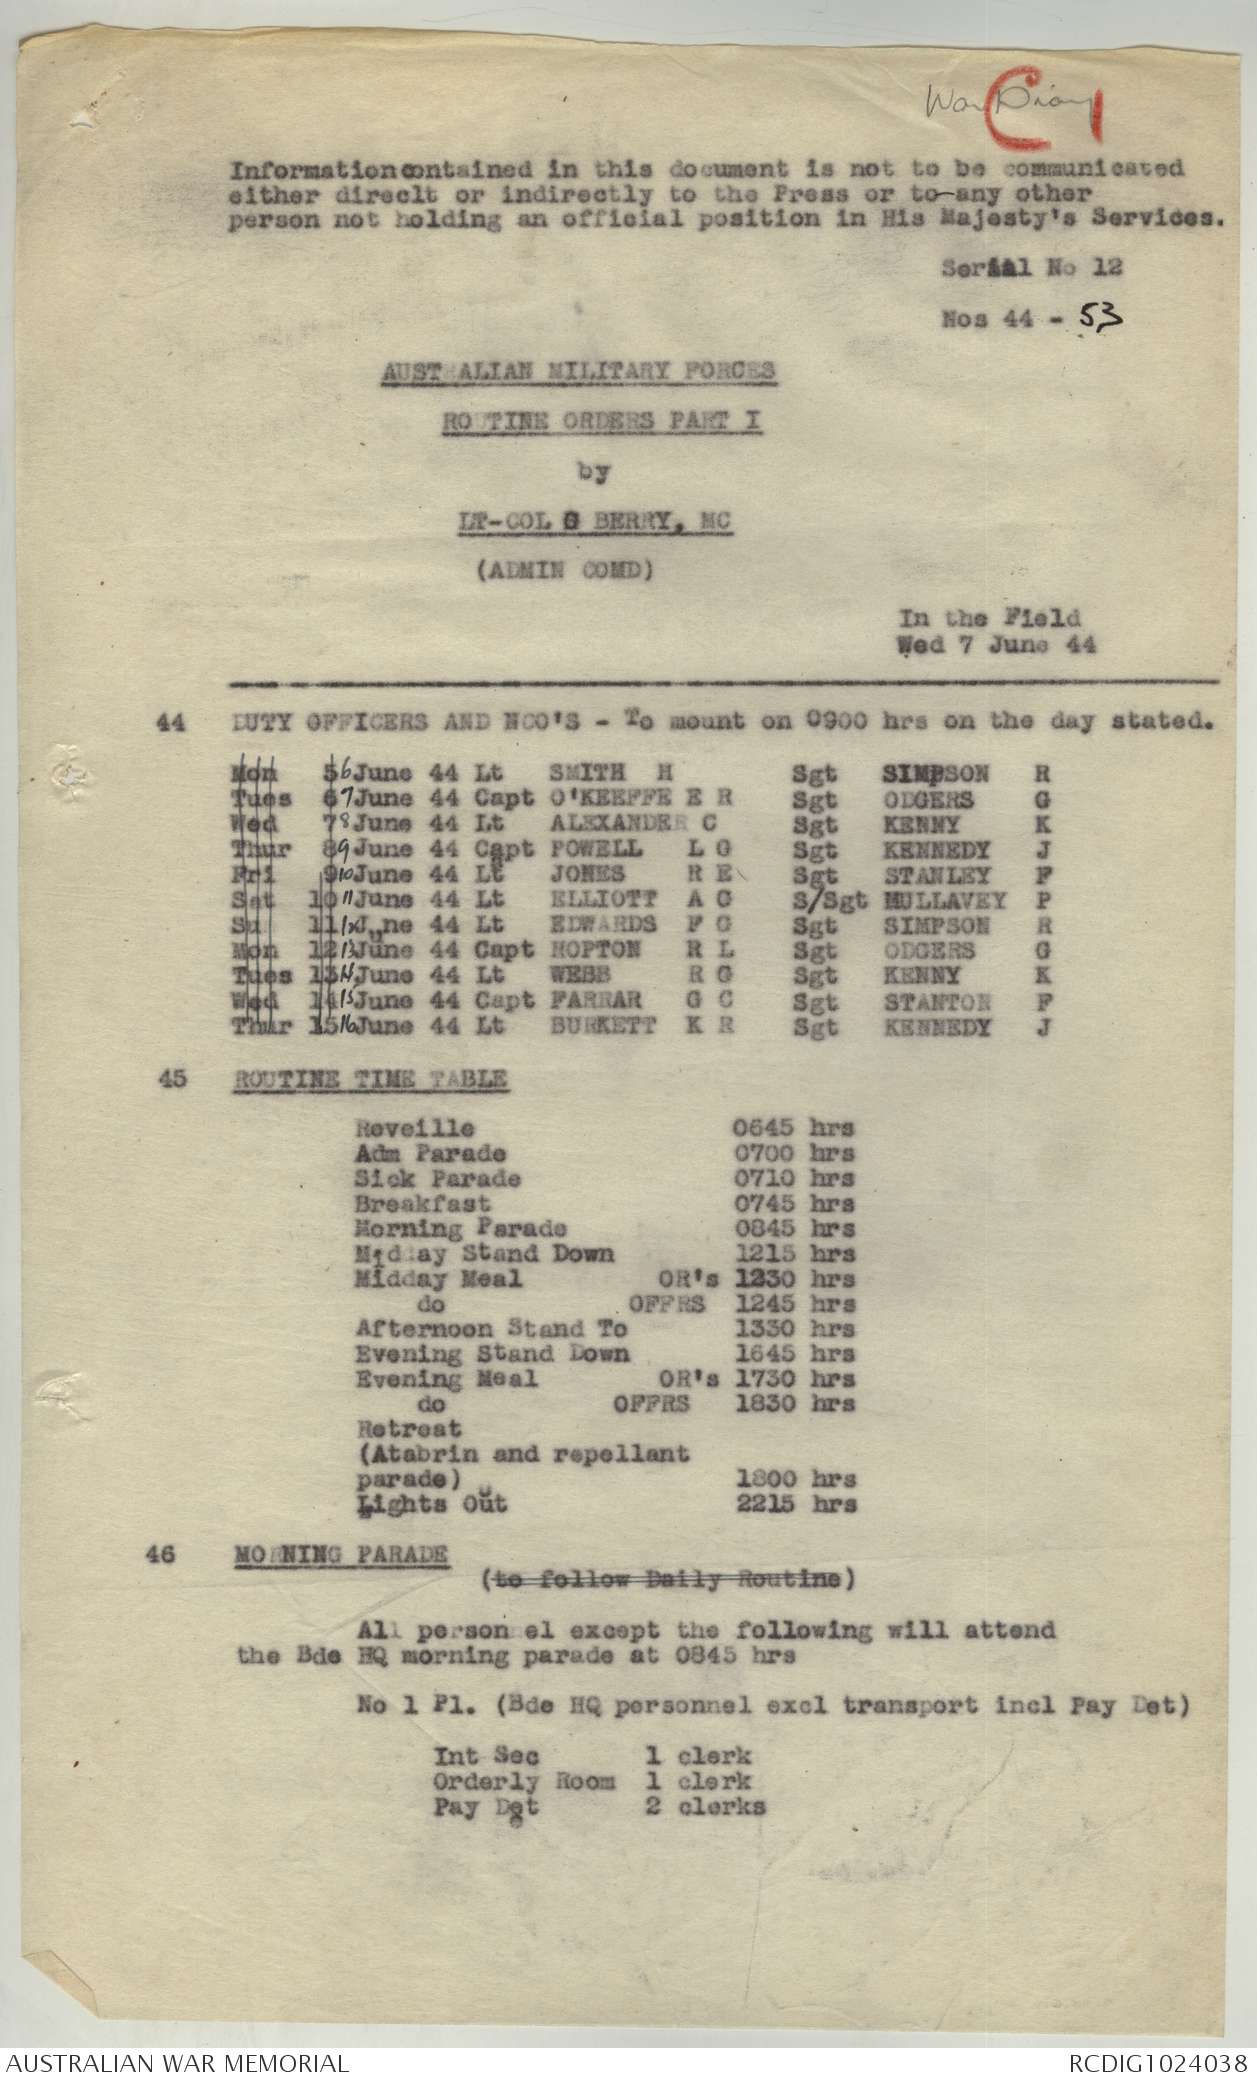 War Diary
C1
Informationcontained in this document is not to be communicated
either direclt or indirectly to the Press or to any other
person not holding an official position in His Majesty's Services.
Serial No 12
Nos 44 - 53
AUSTRALIAN MILITARY FORCES
ROUTINE ORDERS PART I
by
LT-COL G BERRY, MC
(ADMIN COMD)
In the Field
Wed 7 June 44
44 DUTY OFFICERS AND NCO'S - To mount on 0900 hrs on the day stated.
Mon 5 6 June 44 Lt SMITH H Sgt SIMPSON R
Tues 6 7 June 44 Capt O'KEEFFE E R Sgt ODGERS G
Wed 7 8 June 44 Lt ALEXANDER C Sgt KENNY K
Thur 8 9 June 44 Capt POWELL L G Sgt KENNEDY J
Fri 9 10 June 44 Lt JONES R E Sgt STANLEY F
Sat 10 11 June 44 Lt ELLIOTT A G S/Sgt MULLAVEY P
Su 11 12 June 44 Lt EDWARDS F G Sgt SIMPSON R
Mon 12 13 June 44 Capt HOPTON R L Sgt ODGERS G
Tues 13 14 June 44 Lt WEBB R G Sgt KENNY K
Wed 14 15 June 44 Capt FARRAR G C Sgt STANTON F
Thur 15 16 June 44 Lt BURKETT K R Sgt KENNEDY J
45 ROUTINE TIME TABLE
Reveille 0645 hrs
Adm Parade 0700 hrs
Sick Parade 0710 hrs
Breakfast 0745 hrs
Morning Parade 0845 hrs
Midday Stand Down 1215 hrs
Midday Meal OR's 1230 hrs
do OFFRS 1245 hrs
Afternoon Stand To 1330 hrs
Evening Stand Down 1645 hrs
Evening Meal OR's 1730 hrs
do OFFRS 1830 hrs
Retreat
(Atabrin and repellant
parade) 1800 hrs
Lights Out 2215 hrs
46 MORNING PARADE
(to follow Daily Routine)
All personnel except the following will attend
the Bde HQ morning parade at 0845 hrs
No 1 Pl. (Bde HQ personnel excl transport incl Pay Det)
Int Sec 1 clerk
Orderly Room 1 clerk
Pay Det 2 clerks
AUSTRALIAN WAR MEMORIAL RCDIG1024038